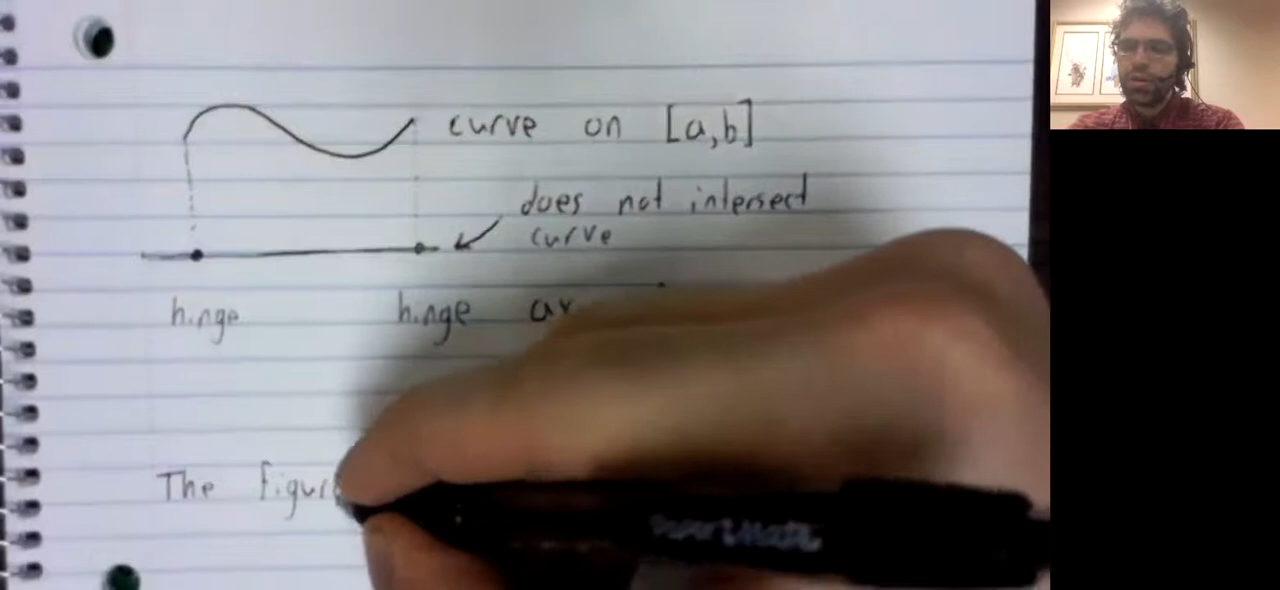 curve on [a,b]
does not intersect
curve
hinge hinge
The